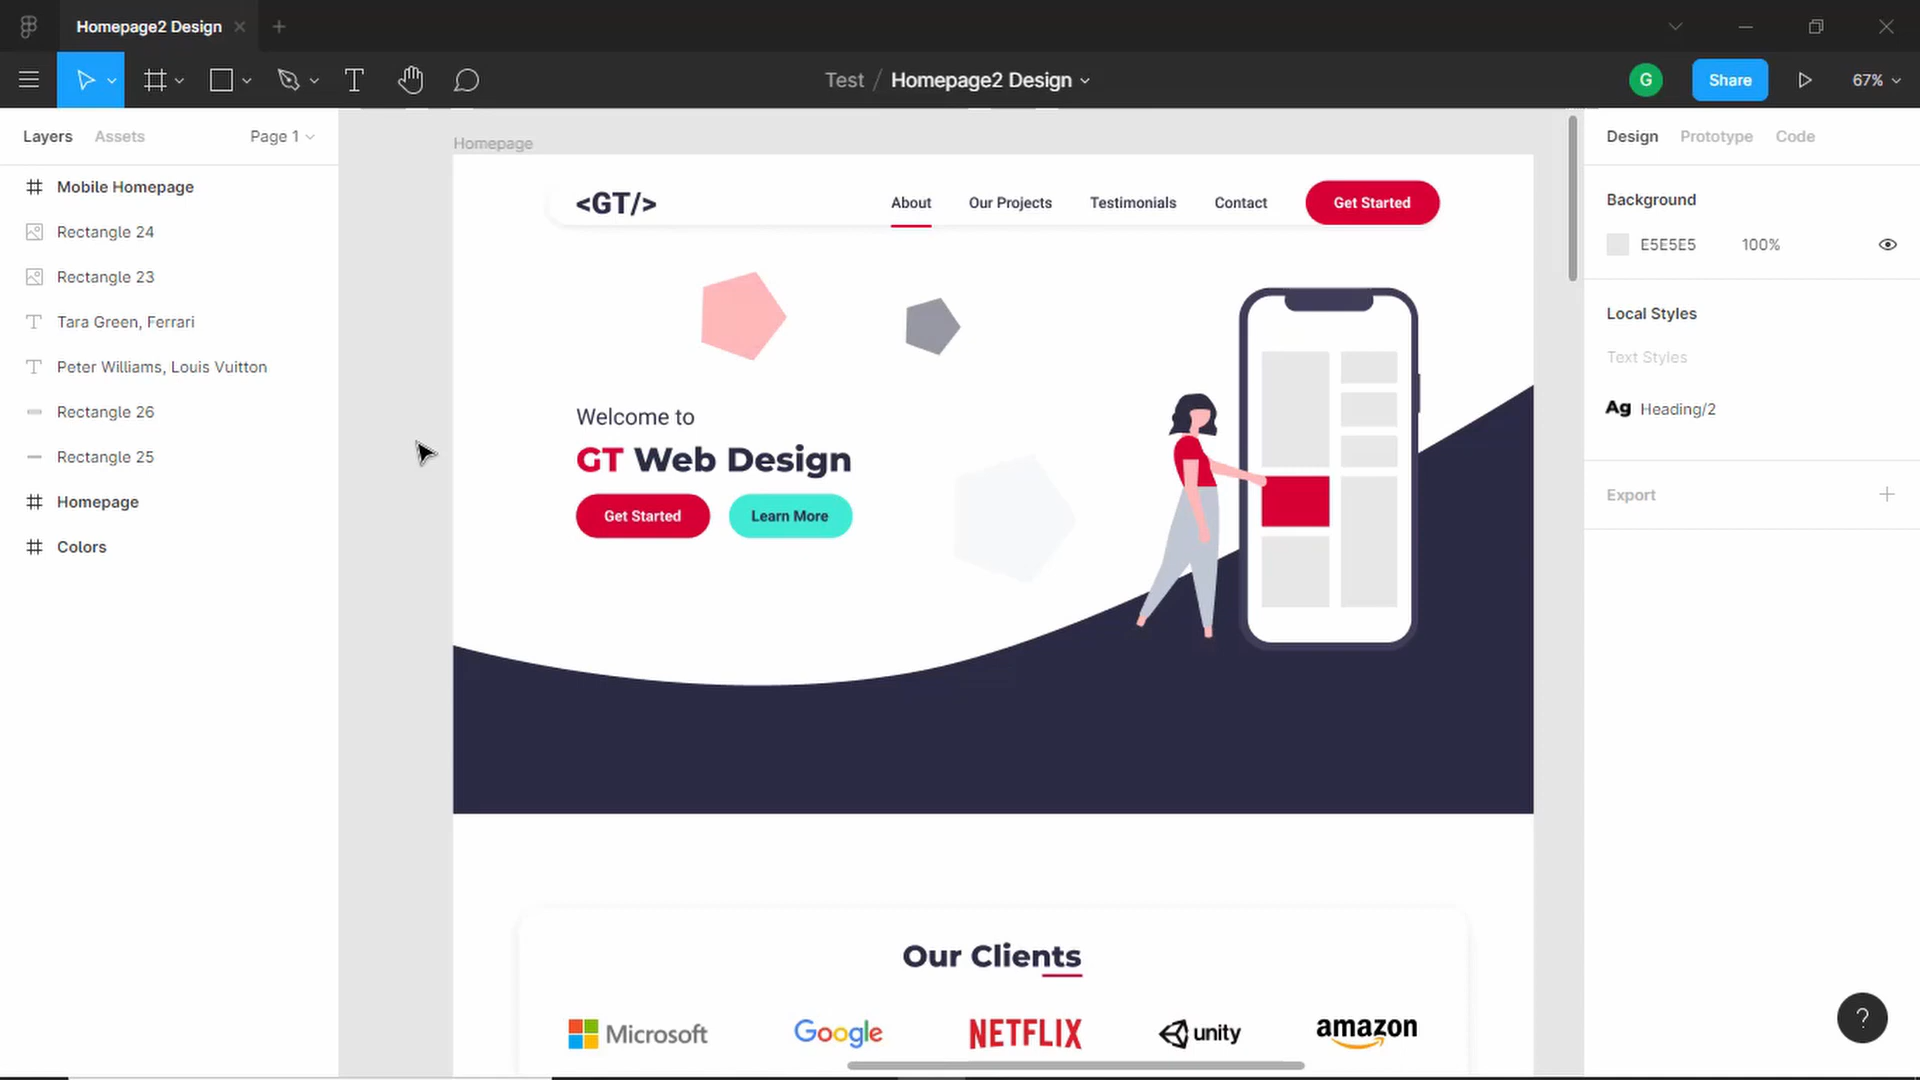 Homepage2 Design
Test / Homepage2 Design
G
Share
67%
Layers
Assets
Page 1
Mobile Homepage
Rectangle 24
Rectangle 23
Tara Green, Ferrari
Peter Williams, Louis Vuitton
Rectangle 26
Rectangle 25
Homepage
Colors
Homepage
<GT/>
About
Our Projects
Testimonials
Contact
Get Started
Welcome to
GT Web Design
Get Started
Learn More
Our Clients
Microsoft
Google
NETFLIX
unity
amazon
Design
Prototype
Code
Background
E5E5E5
100%
Local Styles
Text Styles
Ag Heading/2
Export
?